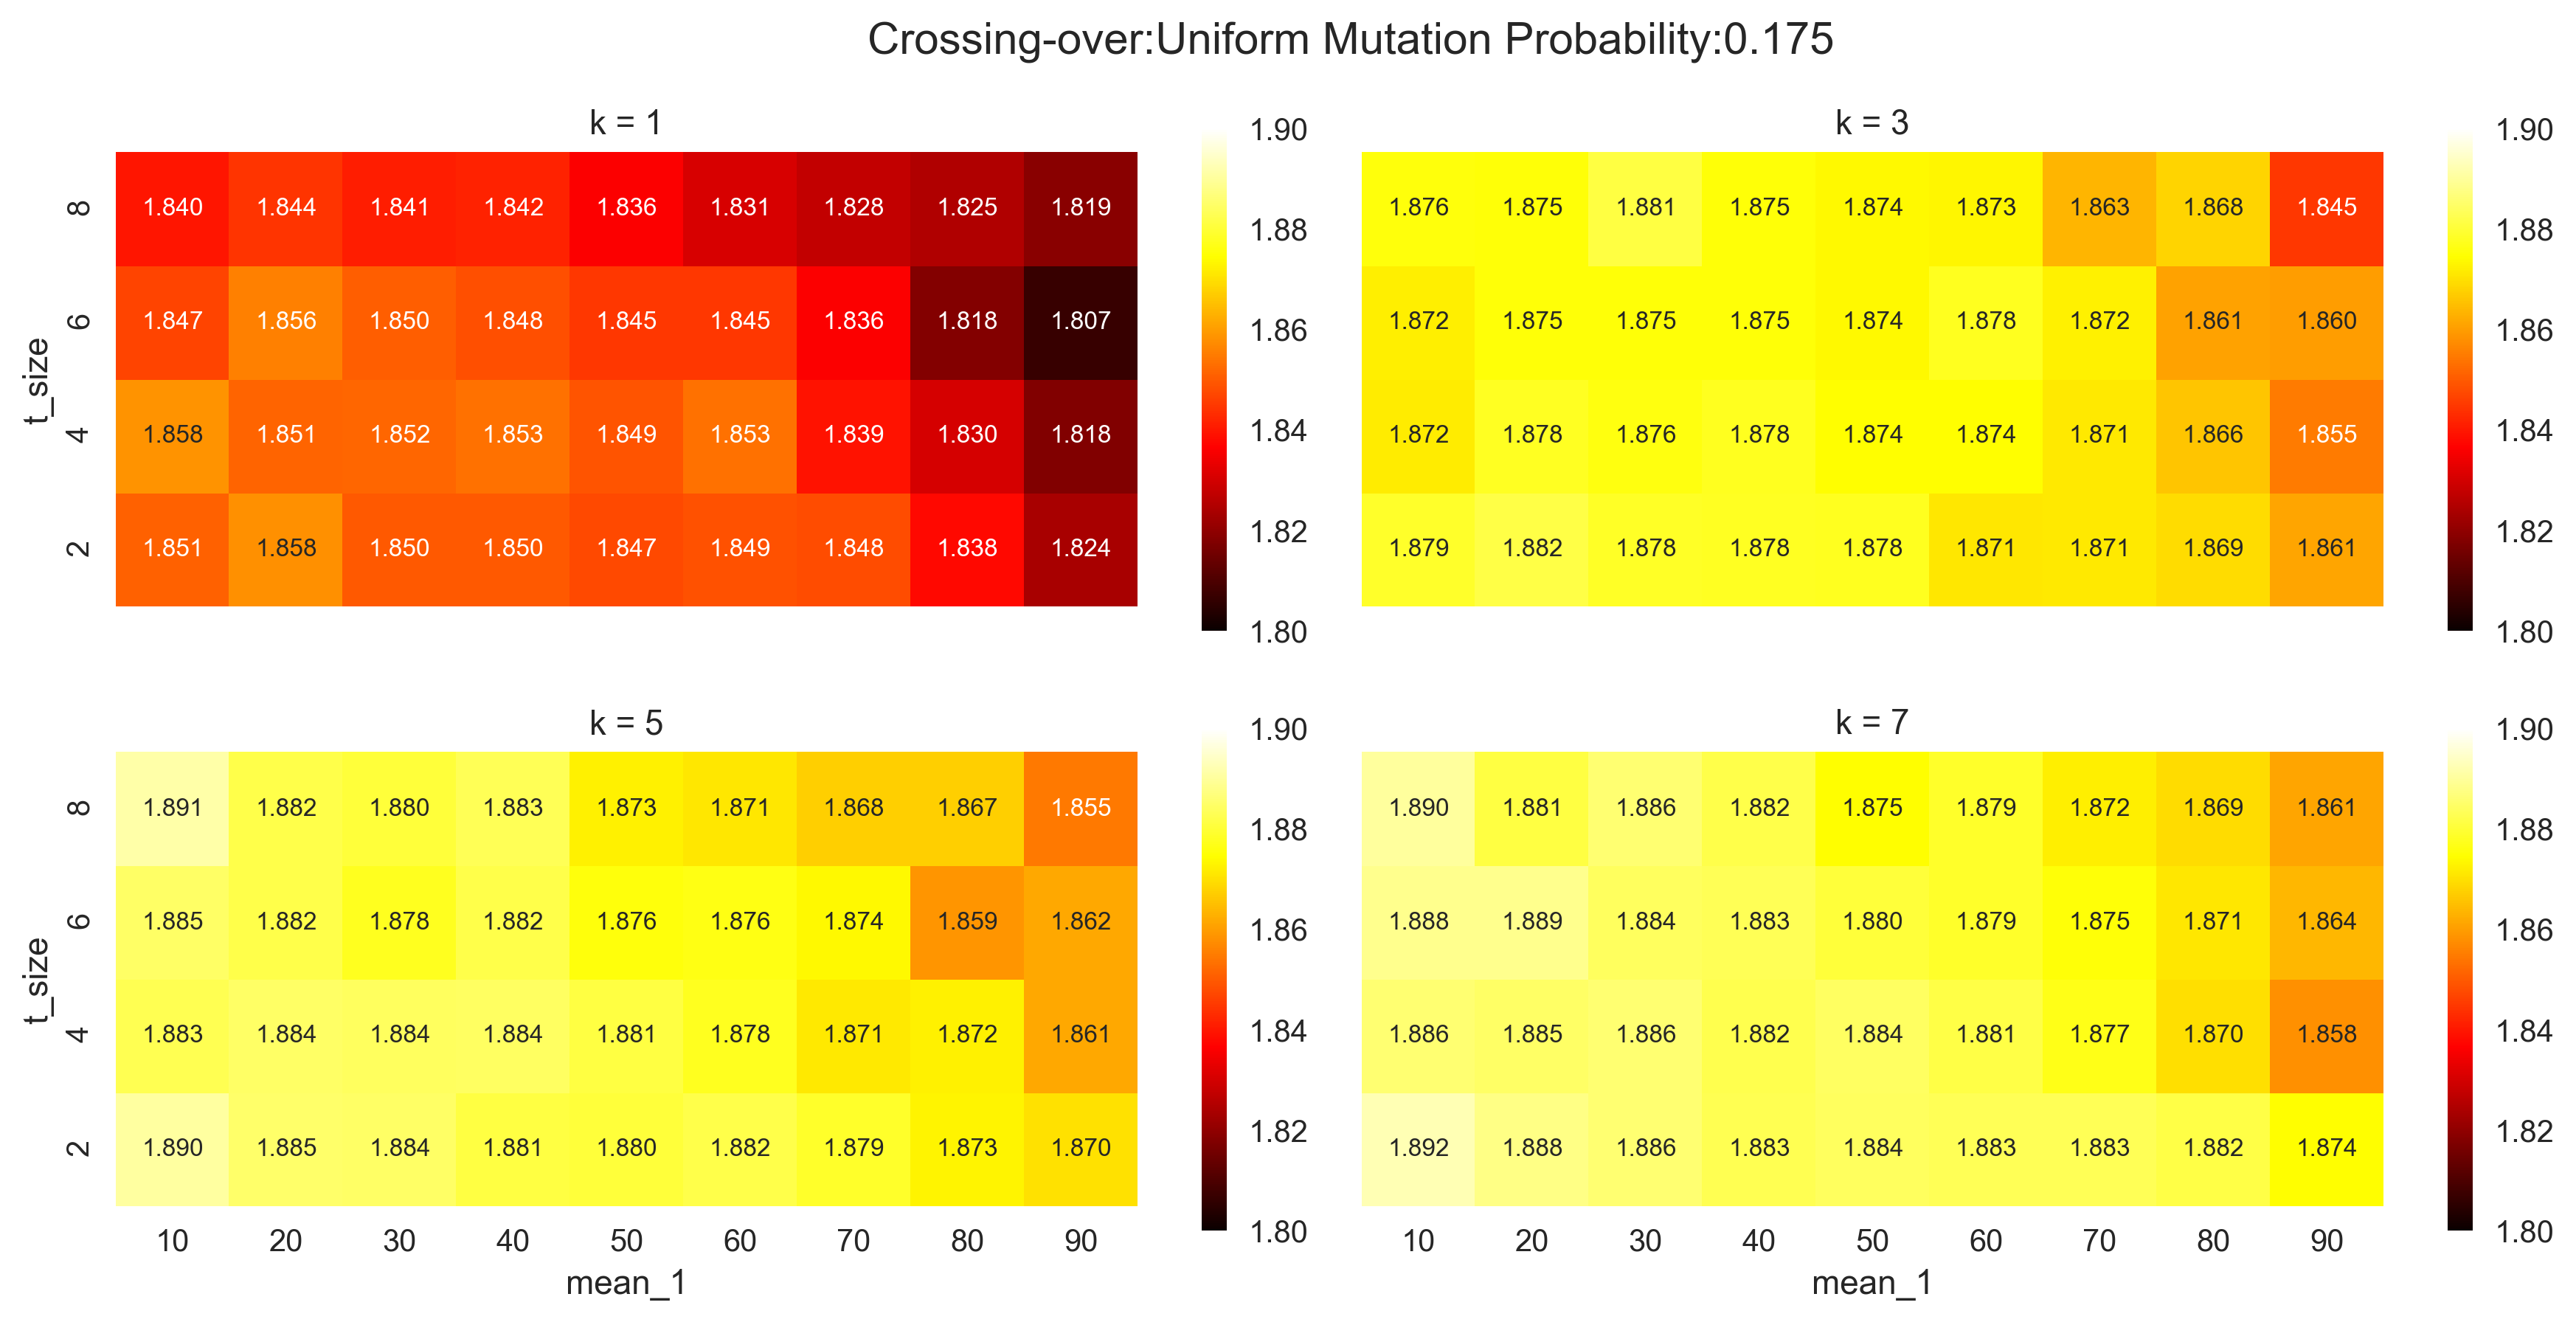 Crossing-over:Uniform Mutation Probability:0.175
k = 1
t_size
8 1.840 1.844 1.841 1.842 1.836 1.831 1.828 1.825 1.819
6 1.847 1.856 1.850 1.848 1.845 1.845 1.836 1.818 1.807
4 1.858 1.851 1.852 1.853 1.849 1.853 1.839 1.830 1.818
2 1.851 1.858 1.850 1.850 1.847 1.849 1.848 1.838 1.824
1.90
1.88
1.86
1.84
1.82
1.80
k = 3
1.876 1.875 1.881 1.875 1.874 1.873 1.863 1.868 1.845
1.872 1.875 1.875 1.875 1.874 1.878 1.872 1.861 1.860
1.872 1.878 1.876 1.878 1.874 1.874 1.871 1.866 1.855
1.879 1.882 1.878 1.878 1.878 1.871 1.871 1.869 1.861
1.90
1.88
1.86
1.84
1.82
1.80
k = 5
t_size
8 1.891 1.882 1.880 1.883 1.873 1.871 1.868 1.867 1.855
6 1.885 1.882 1.878 1.882 1.876 1.876 1.874 1.859 1.862
4 1.883 1.884 1.884 1.884 1.881 1.878 1.871 1.872 1.861
2 1.890 1.885 1.884 1.881 1.880 1.882 1.879 1.873 1.870
10 20 30 40 50 60 70 80 90
mean_1
1.90
1.88
1.86
1.84
1.82
1.80
k = 7
1.890 1.881 1.886 1.882 1.875 1.879 1.872 1.869 1.861
1.888 1.889 1.884 1.883 1.880 1.879 1.875 1.871 1.864
1.886 1.885 1.886 1.882 1.884 1.881 1.877 1.870 1.858
1.892 1.888 1.886 1.883 1.884 1.883 1.883 1.882 1.874
10 20 30 40 50 60 70 80 90
mean_1
1.90
1.88
1.86
1.84
1.82
1.80